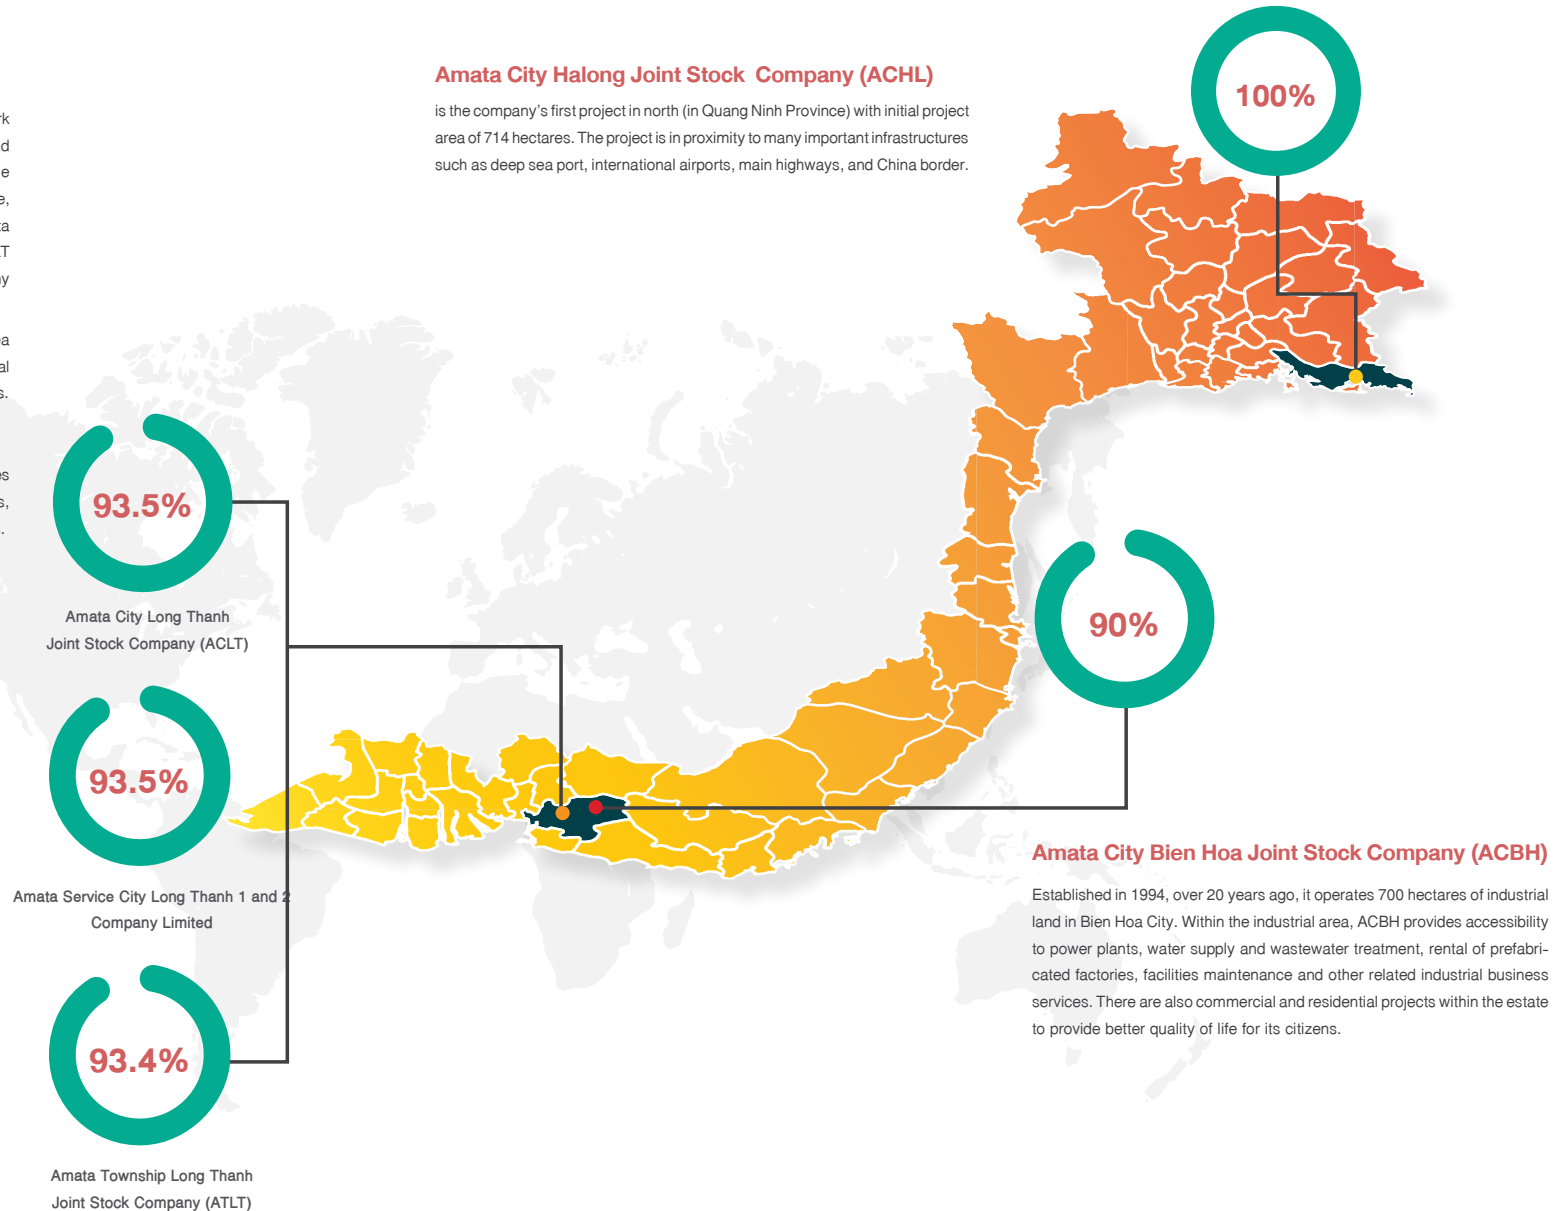 Amata City Halong Joint Stock Company (ACHL)
is the company's first project in north (in Quang Ninh Province) with initial project
area of 714 hectares. The project is in proximity to many important infrastructures
such as deep sea port, international airports, main highways, and China border.
100%
93.5%
Amata City Long Thanh
Joint Stock Company (ACLT)
93.5%
Amata Service City Long Thanh 1 and 2
Company Limited
93.4%
Amata Township Long Thanh
Joint Stock Company (ATLT)
90%
Amata City Bien Hoa Joint Stock Company (ACBH)
Established in 1994, over 20 years ago, it operates 700 hectares of industrial
land in Bien Hoa City. Within the industrial area, ACBH provides accessibility
to power plants, water supply and wastewater treatment, rental of prefabri-
cated factories, facilities maintenance and other related industrial business
services. There are also commercial and residential projects within the estate
to provide better quality of life for its citizens.